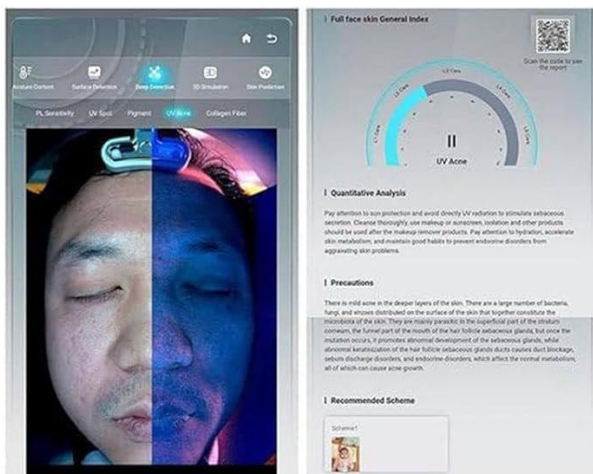 Moisture Content
Surface Detection
Deep Detection
3D Simulation
Skin Prediction
PL Sensitivity
UV Spot
Pigment
UV Acne
Collagen Fiber
Full face skin General Index
Scan the code to see
the report
L1 Care
L2 Care
L3 Care
L4 Care
L5 Care
II
UV Acne
Quantitative Analysis
Pay attention to sun protection and avoid directly UV radiation to stimulate sebaceous
secretion. Cleanse thoroughly, use makeup or sunscreen, isolation and other products
should be used after the makeup remover products. Pay attention to hydration, accelerate
skin metabolism, and maintain good habits to prevent endocrine disorders from
aggravating skin problems.
Precautions
There is mild acne in the deeper layers of the skin. There are a large number of bacteria,
fungi, and viruses distributed on the surface of the skin that together constitute the
microbiota of the skin. They are mainly parasitic in the superficial part of the stratum
corneum, the funnel part of the mouth of the hair follicle sebaceous glands, but once the
mutation occurs, it promotes abnormal development of the sebaceous glands, while
abnormal keratinization of the hair follicle sebaceous glands ducts causes duct blockage,
sebum discharge disorders, and endocrine disorders, which affect the normal metabolism,
all of which can cause acne growth.
Recommended Scheme
Scheme1